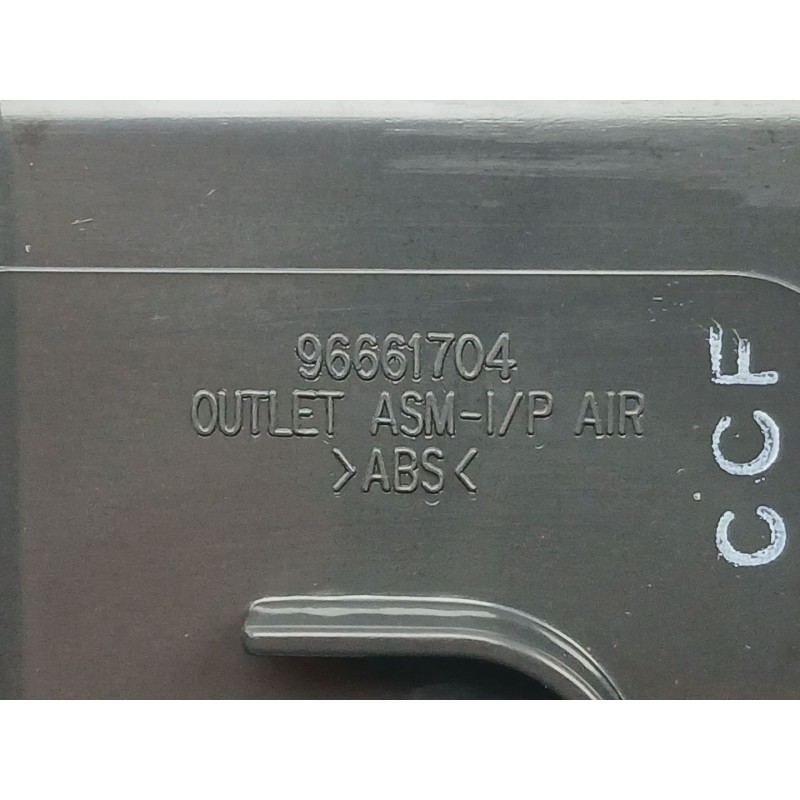 96661704
OUTLET ASM-I/P AIR
>ABS<
CCF